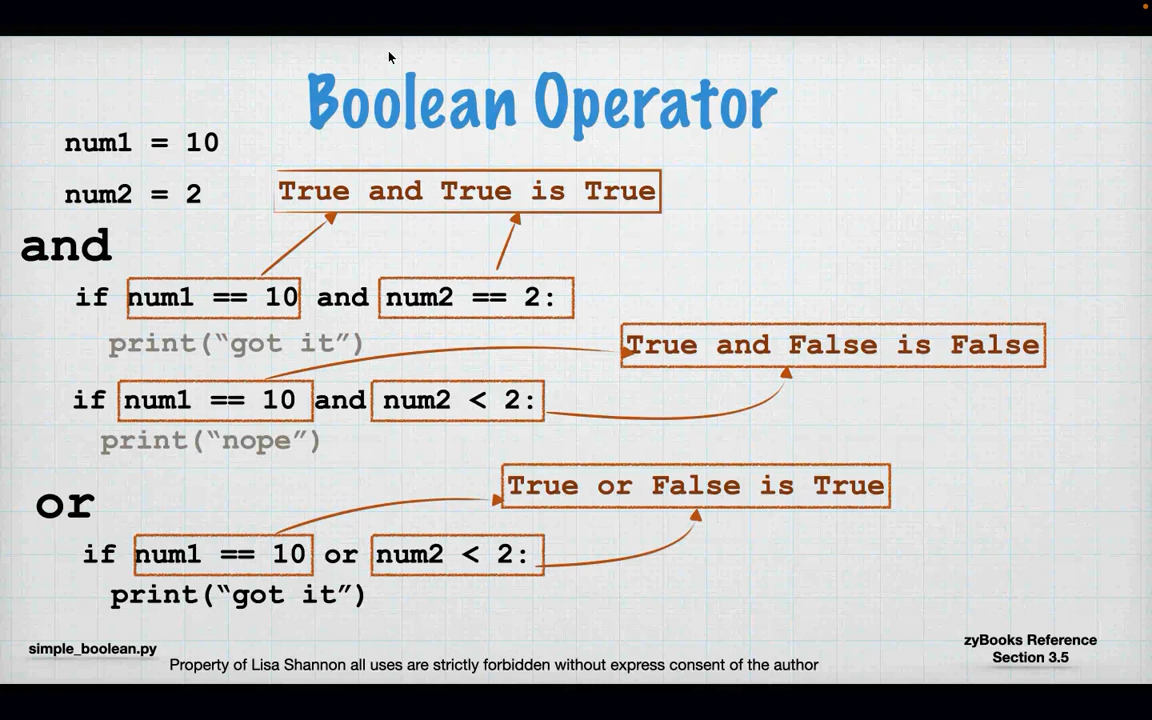 Boolean Operator
num1 = 10
num2 = 2
True and True is True
and
if num1 == 10 and num2 == 2:
print(“got it”)
True and False is False
if num1 == 10 and num2 < 2:
print(“nope”)
True or False is True
or
if num1 == 10 or num2 < 2:
print(“got it”)
simple_boolean.py
Property of Lisa Shannon all uses are strictly forbidden without express consent of the author
zyBooks Reference
Section 3.5